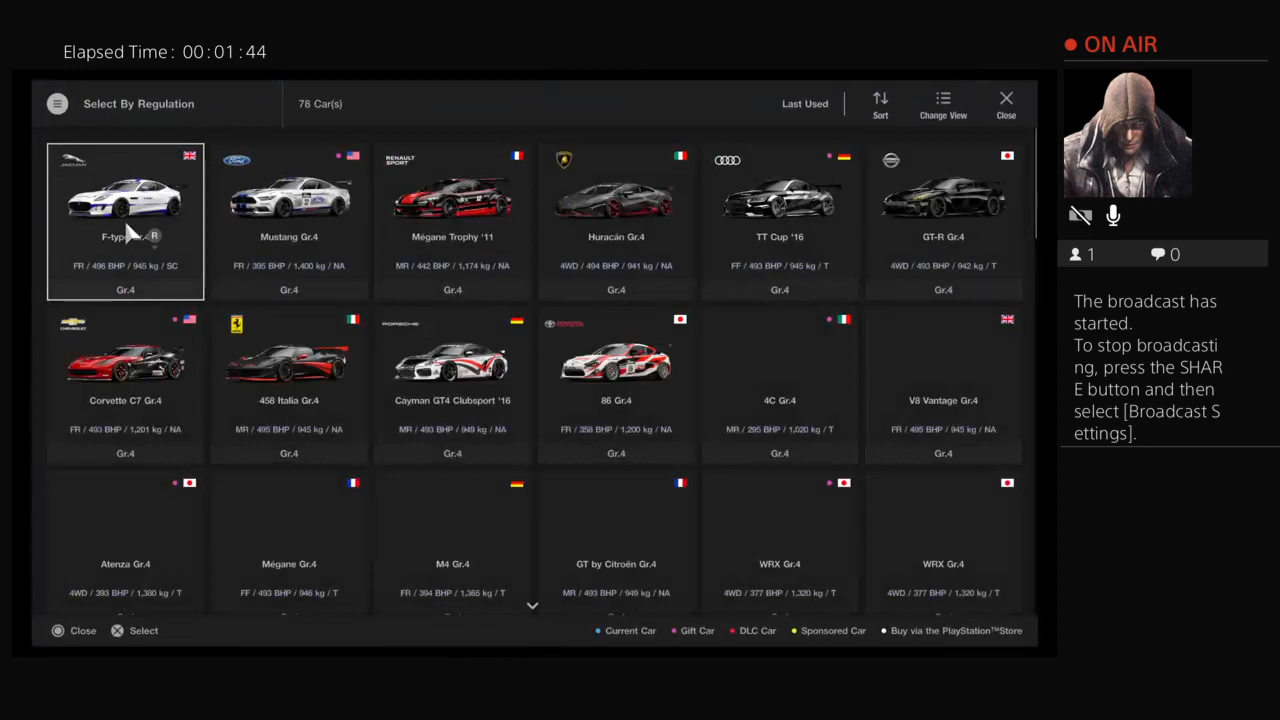 Elapsed Time: 00:01:44
ON AIR
Select By Regulation
78 Car(s)
Last Used
Sort
Change View
Close
JAGUAR
Ford
RENAULT SPORT
F-type Gr.4
R
Mustang Gr.4
Mégane Trophy '11
Huracán Gr.4
TT Cup '16
GT-R Gr.4
FR / 496 BHP / 945 kg / SC
FR / 395 BHP / 1,400 kg / NA
MR / 442 BHP / 1,174 kg / NA
4WD / 494 BHP / 941 kg / NA
FF / 493 BHP / 945 kg / T
4WD / 493 BHP / 942 kg / T
Gr.4
Gr.4
Gr.4
Gr.4
Gr.4
Gr.4
1
0
The broadcast has
started.
To stop broadcasti
ng, press the SHAR
E button and then
select [Broadcast S
ettings].
CHEVROLET
PORSCHE
TOYOTA
Corvette C7 Gr.4
458 Italia Gr.4
Cayman GT4 Clubsport '16
86 Gr.4
4C Gr.4
V8 Vantage Gr.4
FR / 493 BHP / 1,201 kg / NA
MR / 495 BHP / 945 kg / NA
MR / 493 BHP / 949 kg / NA
FR / 358 BHP / 1,200 kg / NA
MR / 295 BHP / 1,020 kg / T
FR / 495 BHP / 945 kg / NA
Gr.4
Gr.4
Gr.4
Gr.4
Gr.4
Gr.4
Atenza Gr.4
Mégane Gr.4
M4 Gr.4
GT by Citroën Gr.4
WRX Gr.4
WRX Gr.4
4WD / 393 BHP / 1,380 kg / T
FF / 493 BHP / 946 kg / T
FR / 394 BHP / 1,365 kg / T
MR / 493 BHP / 949 kg / NA
4WD / 377 BHP / 1,320 kg / T
4WD / 377 BHP / 1,320 kg / T
Close
Select
Current Car
Gift Car
DLC Car
Sponsored Car
Buy via the PlayStation™Store